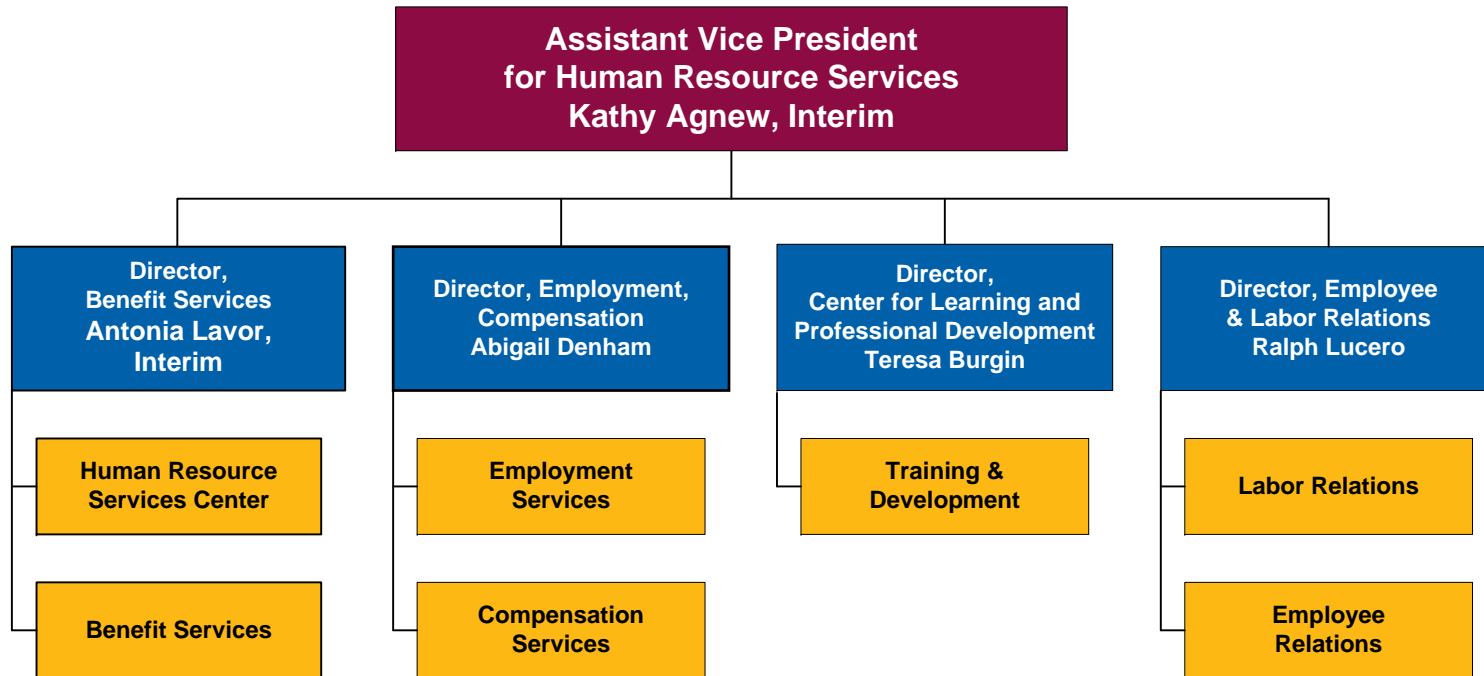 Assistant Vice President
for Human Resource Services
Kathy Agnew, Interim
Director,
Benefit Services
Antonia Lavor,
Interim
Director, Employment,
Compensation
Abigail Denham
Director,
Center for Learning and
Professional Development
Teresa Burgin
Director, Employee
& Labor Relations
Ralph Lucero
Human Resource
Services Center
Employment
Services
Training &
Development
Labor Relations
Benefit Services
Compensation
Services
Employee
Relations